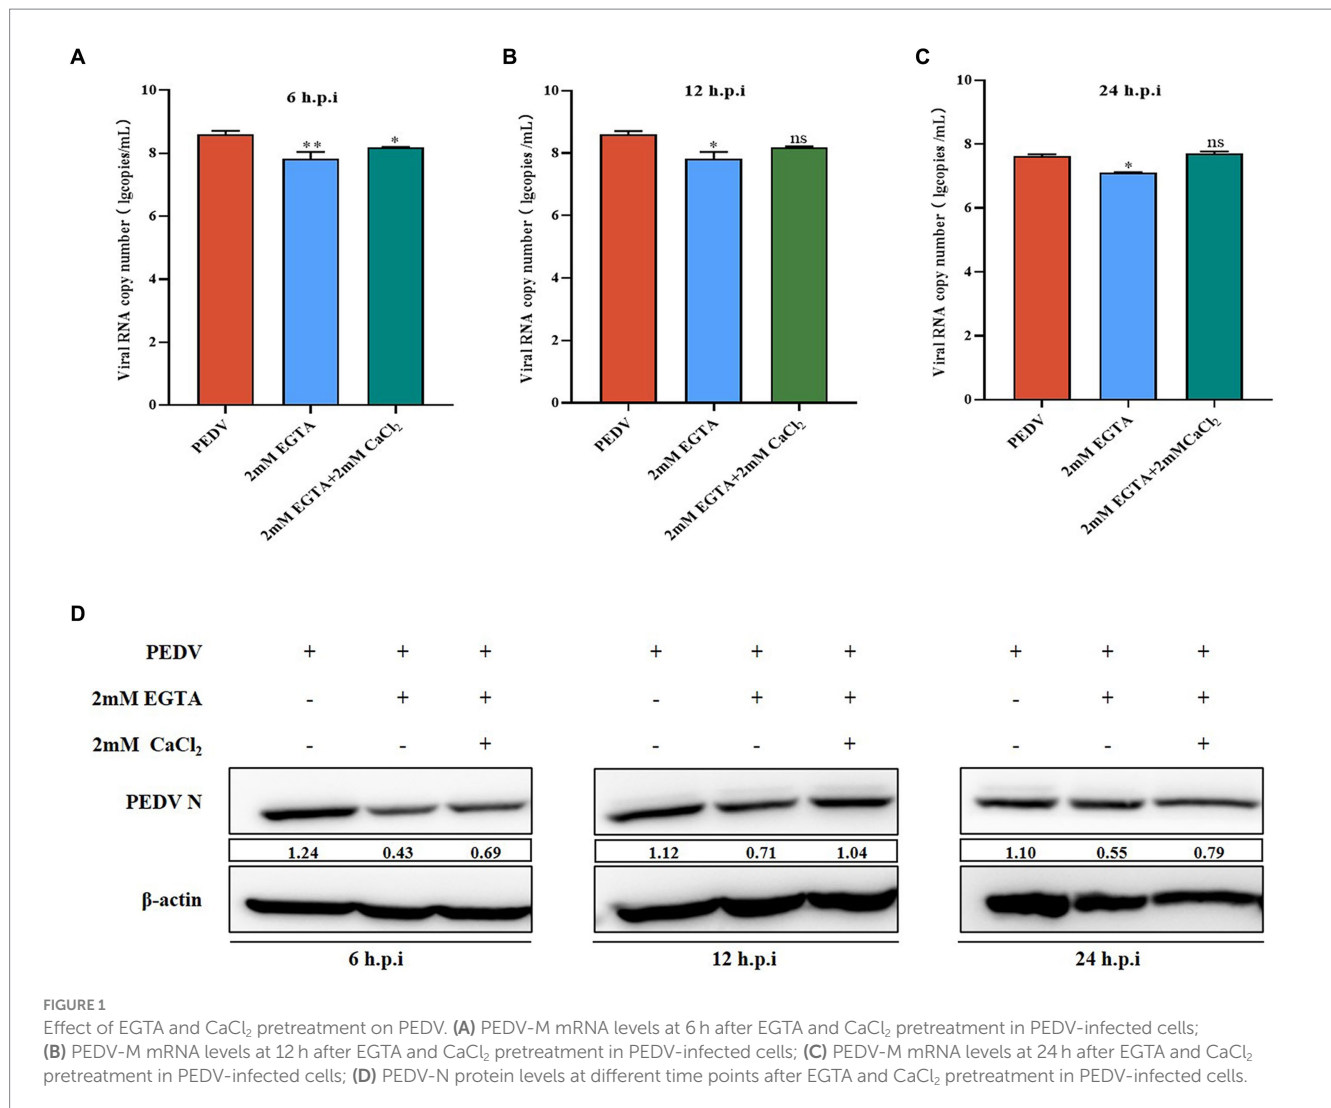 A
6 h.p.i
Viral RNA copy number ( lgcopies/mL)
10
8
6
4
2
0
**
*
PEDV
2mM EGTA
2mM EGTA+2mM CaCl₂
B
12 h.p.i
Viral RNA copy number ( lgcopies /mL)
10
8
6
4
2
0
*
ns
PEDV
2mM EGTA
2mM EGTA+2mM CaCl₂
C
24 h.p.i
Viral RNA copy number ( lgcopies/mL)
10
8
6
4
2
0
*
ns
PEDV
2mM EGTA
2mM EGTA+2mMCaCl₂
D
PEDV + + + + + + + + +
2mM EGTA - + + - + + - + +
2mM CaCl₂ - - + - - + - - +
PEDV N
1.24 0.43 0.69 1.12 0.71 1.04 1.10 0.55 0.79
β-actin
6 h.p.i 12 h.p.i 24 h.p.i
FIGURE 1
Effect of EGTA and CaCl₂ pretreatment on PEDV. (A) PEDV-M mRNA levels at 6 h after EGTA and CaCl₂ pretreatment in PEDV-infected cells;
(B) PEDV-M mRNA levels at 12 h after EGTA and CaCl₂ pretreatment in PEDV-infected cells; (C) PEDV-M mRNA levels at 24 h after EGTA and CaCl₂
pretreatment in PEDV-infected cells; (D) PEDV-N protein levels at different time points after EGTA and CaCl₂ pretreatment in PEDV-infected cells.